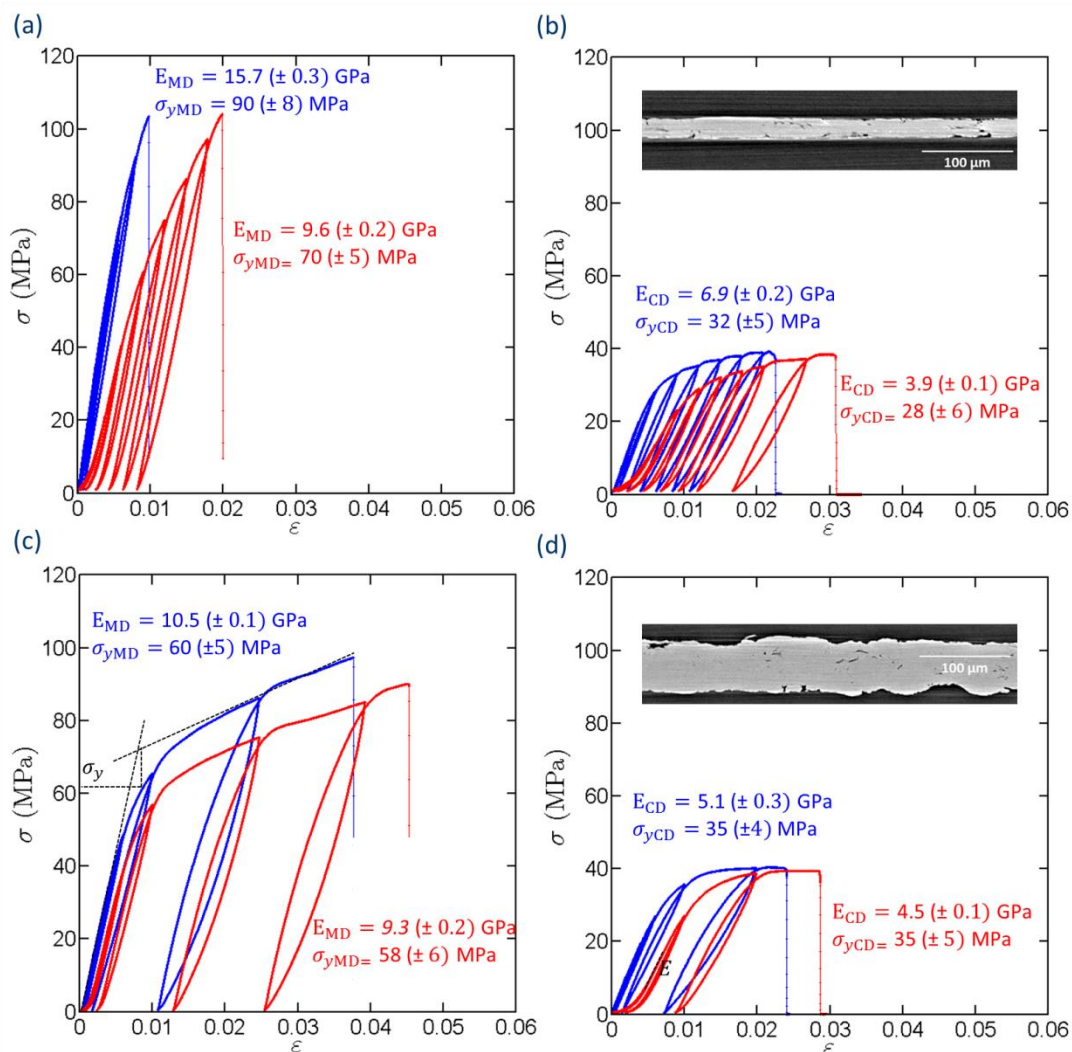 (a)
120
100
80
60
40
20
0
σ (MPa)
E_MD = 15.7 (± 0.3) GPa
σ_yMD = 90 (± 8) MPa
E_MD = 9.6 (± 0.2) GPa
σ_yMD= 70 (± 5) MPa
0 0.01 0.02 0.03 0.04 0.05 0.06
ε
(b)
120
100
80
60
40
20
0
σ (MPa)
100 µm
E_CD = 6.9 (± 0.2) GPa
σ_yCD = 32 (±5) MPa
E_CD = 3.9 (± 0.1) GPa
σ_yCD= 28 (± 6) MPa
0 0.01 0.02 0.03 0.04 0.05 0.06
ε
(c)
120
100
80
60
40
20
0
σ (MPa)
E_MD = 10.5 (± 0.1) GPa
σ_yMD = 60 (±5) MPa
σ_y
E_MD = 9.3 (± 0.2) GPa
σ_yMD= 58 (± 6) MPa
0 0.01 0.02 0.03 0.04 0.05 0.06
ε
(d)
120
100
80
60
40
20
0
σ (MPa)
100 µm
E_CD = 5.1 (± 0.3) GPa
σ_yCD = 35 (±4) MPa
E_CD = 4.5 (± 0.1) GPa
σ_yCD= 35 (± 5) MPa
E
0 0.01 0.02 0.03 0.04 0.05 0.06
ε